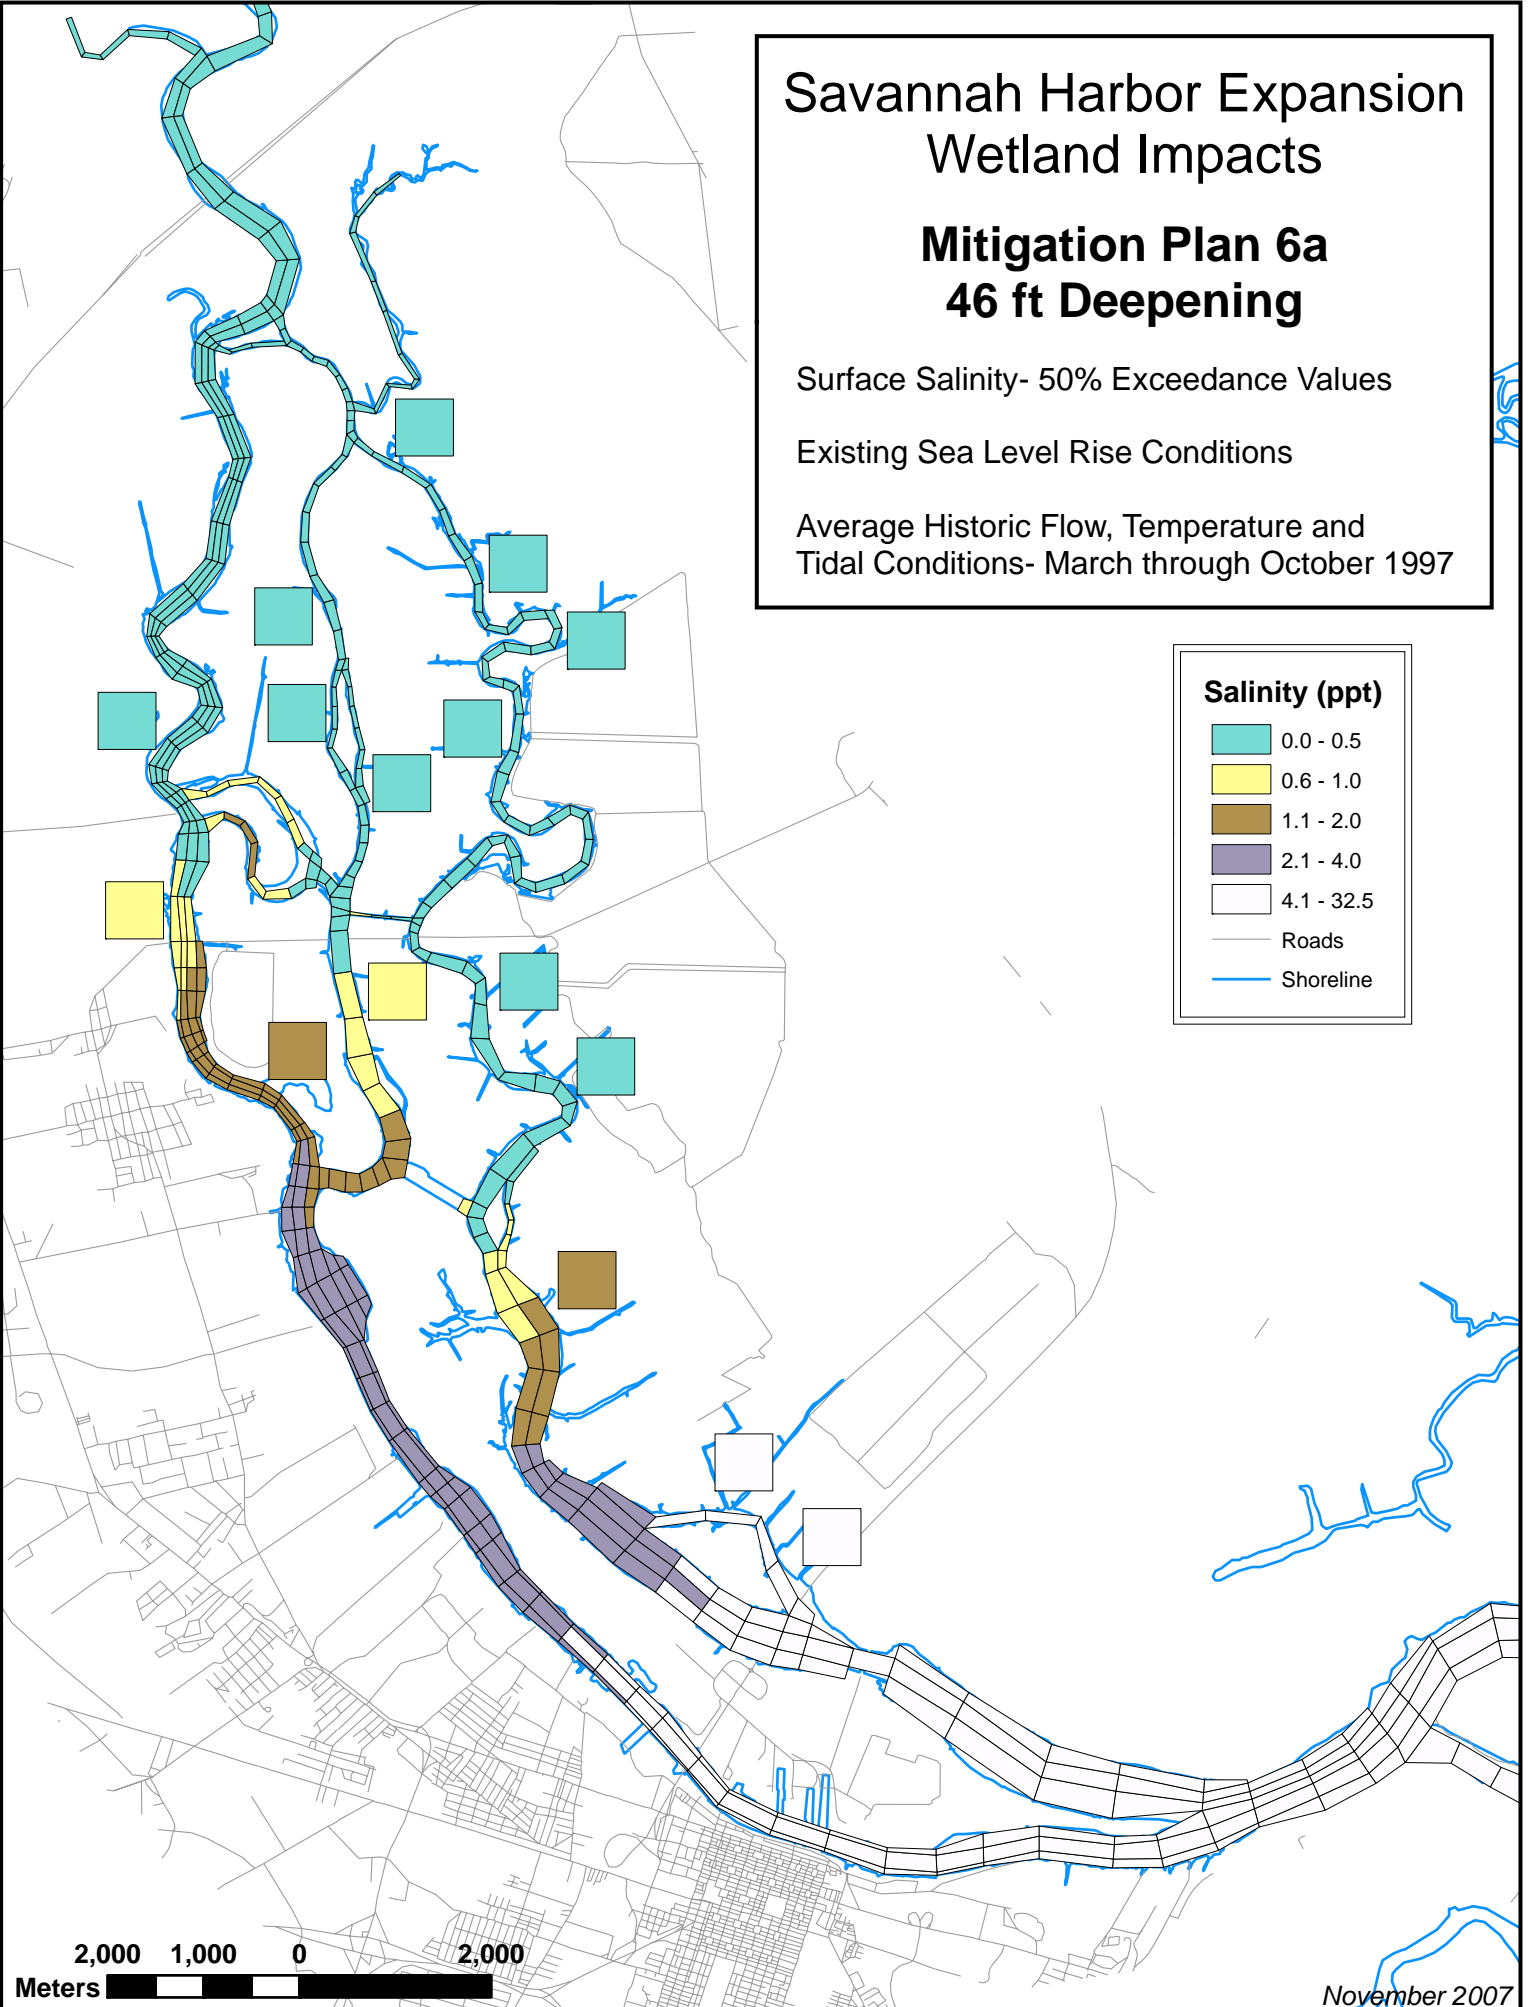 Savannah Harbor Expansion
Wetland Impacts
Mitigation Plan 6a
46 ft Deepening
Surface Salinity- 50% Exceedance Values
Existing Sea Level Rise Conditions
Average Historic Flow, Temperature and
Tidal Conditions- March through October 1997
Salinity (ppt)
0.0 - 0.5
0.6 - 1.0
1.1 - 2.0
2.1 - 4.0
4.1 - 32.5
Roads
Shoreline
2,000 1,000 0 2,000
Meters
November 2007